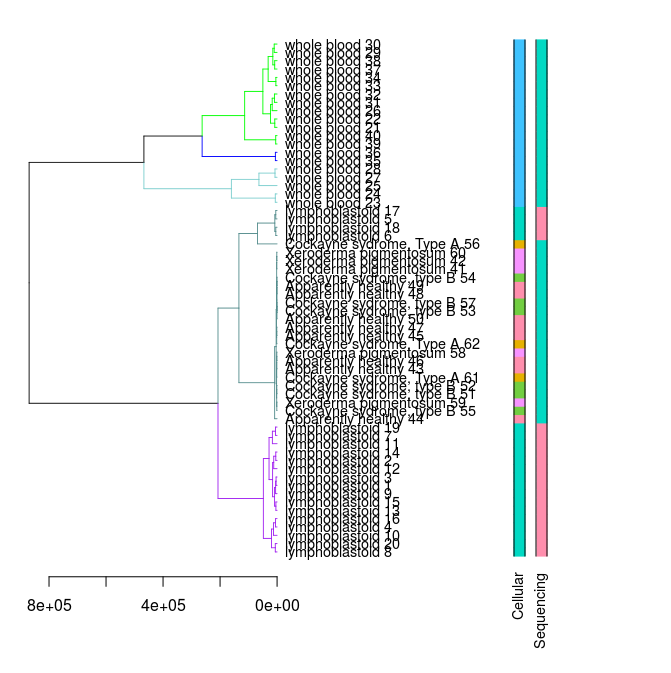 whole blood 30
whole blood 29
whole blood 38
whole blood 37
whole blood 34
whole blood 33
whole blood 32
whole blood 31
whole blood 26
whole blood 22
whole blood 21
whole blood 40
whole blood 39
whole blood 36
whole blood 35
whole blood 28
whole blood 27
whole blood 25
whole blood 24
whole blood 23
lymphoblastoid 17
lymphoblastoid 5
lymphoblastoid 18
lymphoblastoid 6
Cockayne sydrome, Type A 56
Xeroderma pigmentosum 60
Xeroderma pigmentosum 42
Xeroderma pigmentosum 41
Cockayne sydrome, type B 54
Apparently healthy 49
Apparently healthy 48
Cockayne sydrome, type B 57
Cockayne sydrome, type B 53
Apparently healthy 50
Apparently healthy 47
Apparently healthy 45
Cockayne sydrome, Type A 62
Xeroderma pigmentosum 58
Apparently healthy 46
Apparently healthy 43
Cockayne sydrome, Type A 61
Cockayne sydrome, type B 52
Cockayne sydrome, type B 51
Xeroderma pigmentosum 59
Cockayne sydrome, type B 55
Apparently healthy 44
lymphoblastoid 19
lymphoblastoid 7
lymphoblastoid 11
lymphoblastoid 14
lymphoblastoid 2
lymphoblastoid 12
lymphoblastoid 3
lymphoblastoid 1
lymphoblastoid 9
lymphoblastoid 15
lymphoblastoid 13
lymphoblastoid 16
lymphoblastoid 4
lymphoblastoid 10
lymphoblastoid 20
lymphoblastoid 8
8e+05 4e+05 0e+00
Cellular
Sequencing